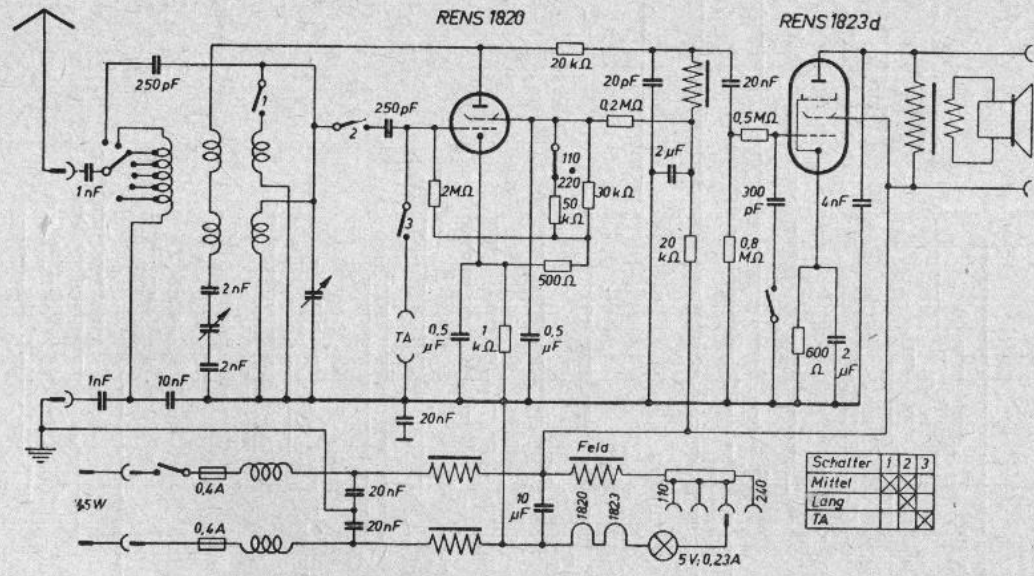 RENS 1820
RENS 1823d
250pF
1
20 kΩ
20pF
20nF
250pF
2
0,2MΩ
0,5MΩ
1nF
110
220
2µF
2MΩ
50 kΩ
30kΩ
300 pF
4nF
3
20 kΩ
0,8 MΩ
500Ω
2nF
TA
0,5 µF
1 kΩ
0,5 µF
600 Ω
2 µF
2nF
1nF
10nF
20nF
Feld
0,4A
110
240
20nF
10 µF
1820
1823
0,4A
20nF
5V; 0,23A
Schalter 1 2 3
Mittel
Lang
TA